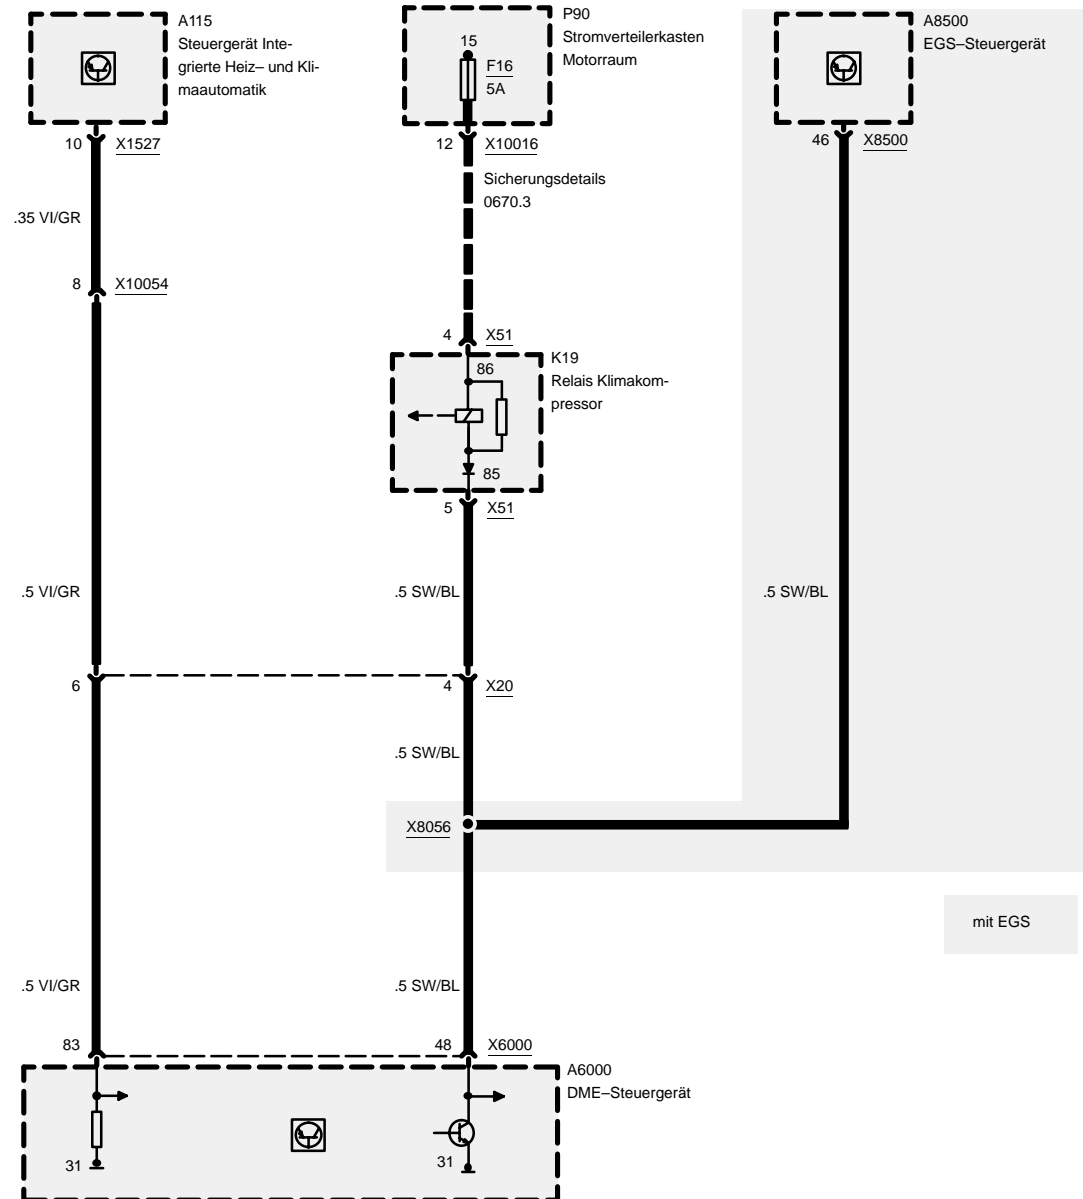 A115
Steuergerät Inte-
grierte Heiz– und Kli-
maautomatik
P90
Stromverteilerkasten
Motorraum
15
F16
5A
A8500
EGS–Steuergerät
10 X1527
12 X10016
46 X8500
Sicherungsdetails
0670.3
.35 VI/GR
8 X10054
4 X51
K19
Relais Klimakom-
pressor
86
85
5 X51
.5 VI/GR
.5 SW/BL
.5 SW/BL
6
4 X20
.5 SW/BL
X8056
mit EGS
.5 VI/GR
.5 SW/BL
83
48 X6000
A6000
DME–Steuergerät
31
31